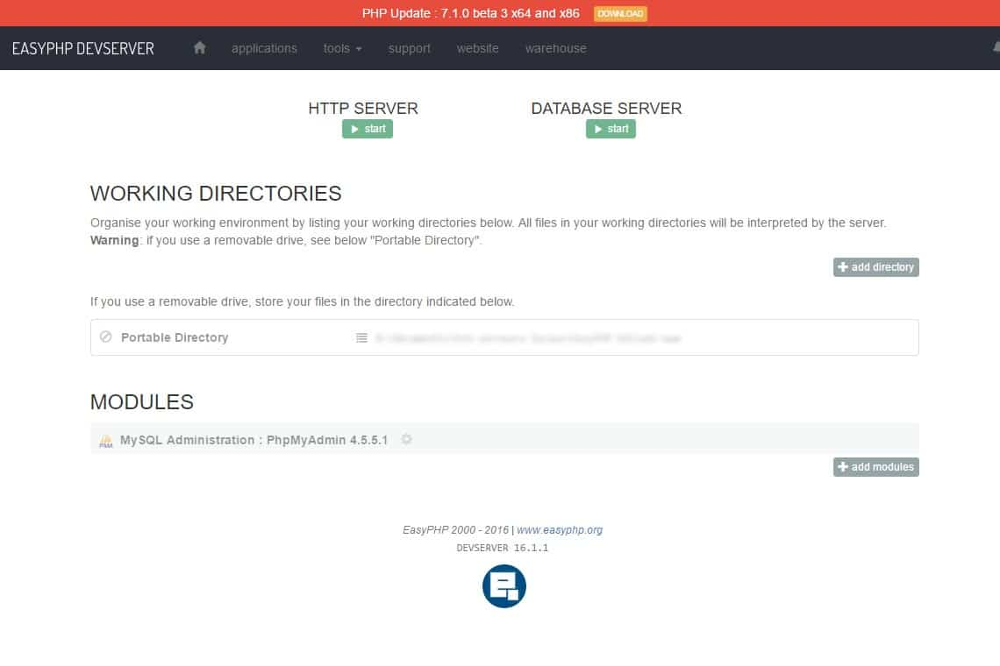 PHP Update : 7.1.0 beta 3 x64 and x86 DOWNLOAD
EASYPHP DEVSERVER applications tools support website warehouse
HTTP SERVER DATABASE SERVER
start start
WORKING DIRECTORIES
Organise your working environment by listing your working directories below. All files in your working directories will be interpreted by the server.
Warning: if you use a removable drive, see below "Portable Directory".
add directory
If you use a removable drive, store your files in the directory indicated below.
Portable Directory
MODULES
PMA MySQL Administration : PhpMyAdmin 4.5.5.1
add modules
EasyPHP 2000 - 2016 | www.easyphp.org
DEVSERVER 16.1.1